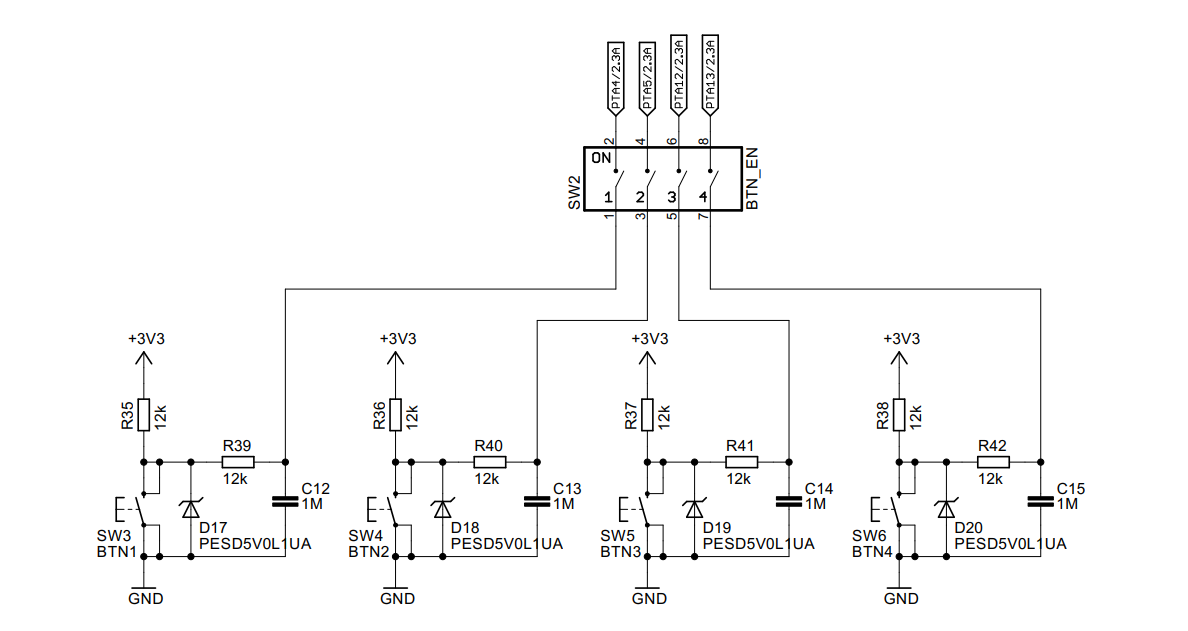 PTA4/2.3A
PTA5/2.3A
PTA12/2.3A
PTA13/2.3A
2
4
6
8
ON
1
2
3
4
SW2
BTN_EN
1
3
5
7
+3V3
+3V3
+3V3
+3V3
R35
12k
R36
12k
R37
12k
R38
12k
R39
12k
R40
12k
R41
12k
R42
12k
C12
1M
C13
1M
C14
1M
C15
1M
SW3
BTN1
D17
PESD5V0L1UA
SW4
BTN2
D18
PESD5V0L1UA
SW5
BTN3
D19
PESD5V0L1UA
SW6
BTN4
D20
PESD5V0L1UA
GND
GND
GND
GND